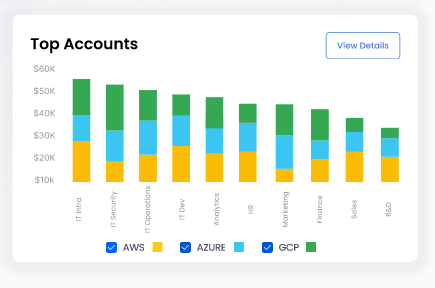 Top Accounts
View Details
$60K
$50K
$40K
$30K
$20K
$10k
IT Infra
IT Security
IT Operations
IT Dev
Analytics
HR
Marketing
Finance
Sales
R&D
AWS
AZURE
GCP